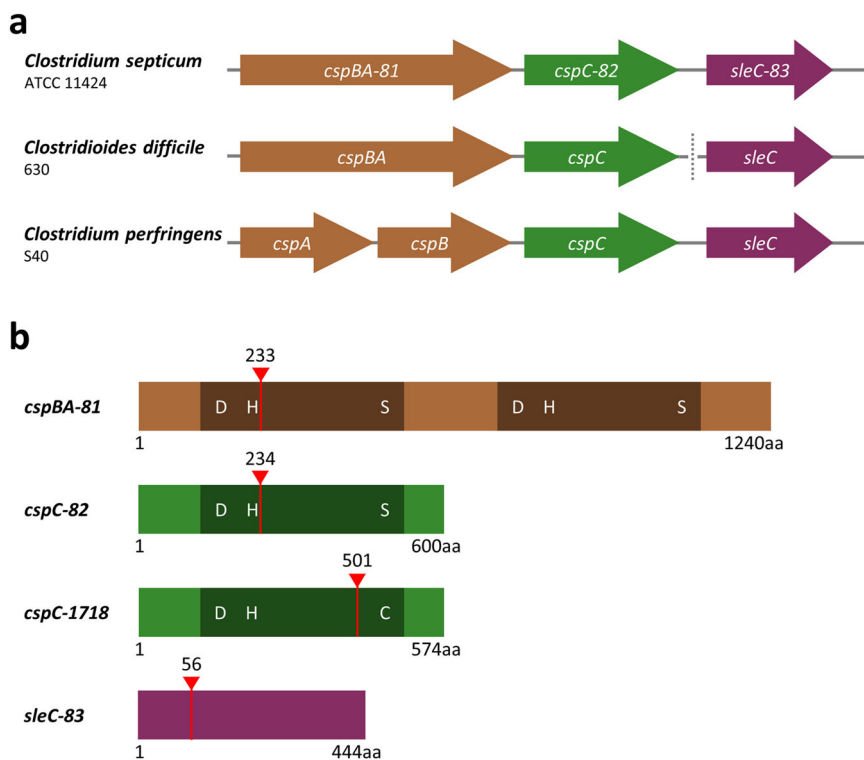 a
Clostridium septicum
ATCC 11424
cspBA-81 cspC-82 sleC-83
Clostridioides difficile
630
cspBA cspC sleC
Clostridium perfringens
S40
cspA cspB cspC sleC
b
233
cspBA-81 D H S D H S
1 1240aa
234
cspC-82 D H S
1 600aa
501
cspC-1718 D H C
1 574aa
56
sleC-83
1 444aa